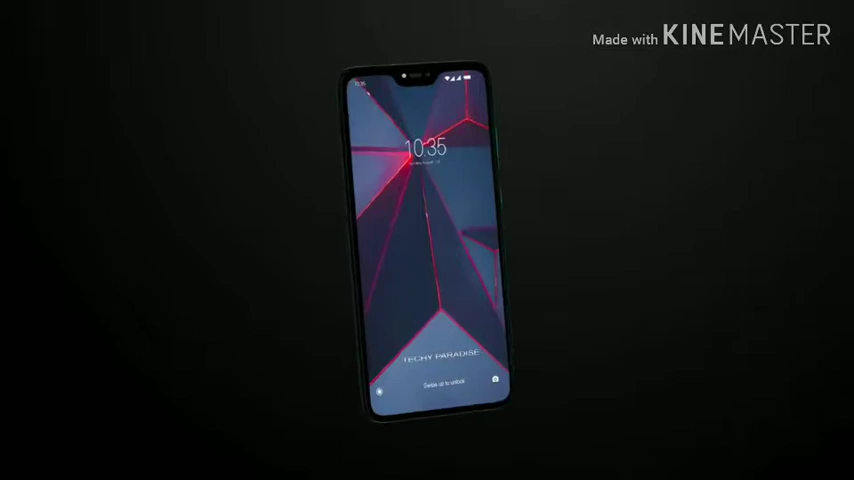 Made with KINEMASTER
10:35
TECHY PARADISE
Swipe up to unlock